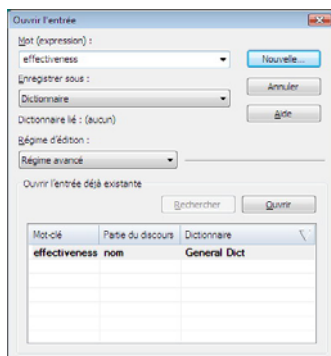 Ouvrir l'entrée
Mot (expression) :
effectiveness
Nouvelle...
Enregistrer sous :
Annuler
Dictionnaire
Aide
Dictionnaire lié : (aucun)
Régime d'édition :
Régime avancé
Ouvrir l'entrée déjà existante
Rechercher Ouvrir
Mot-clé Partie du discours Dictionnaire
effectiveness nom General Dict